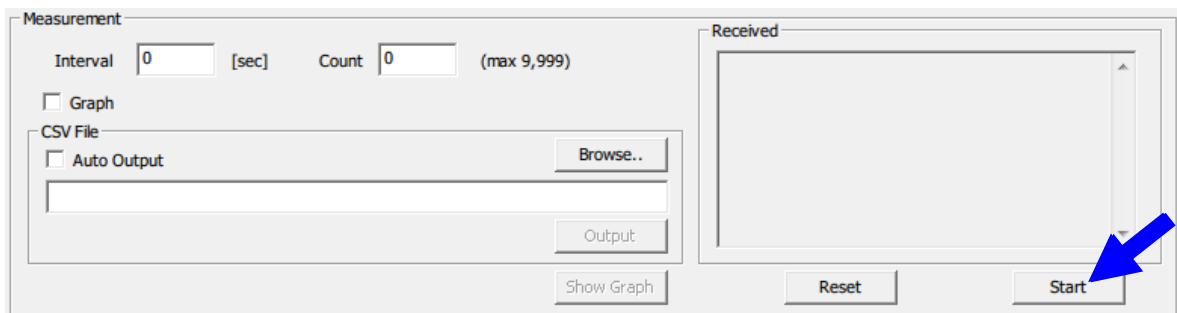 Measurement
Interval 0 [sec] Count 0 (max 9,999)
Graph
CSV File
Auto Output
Browse..
Output
Show Graph
Received
Reset
Start